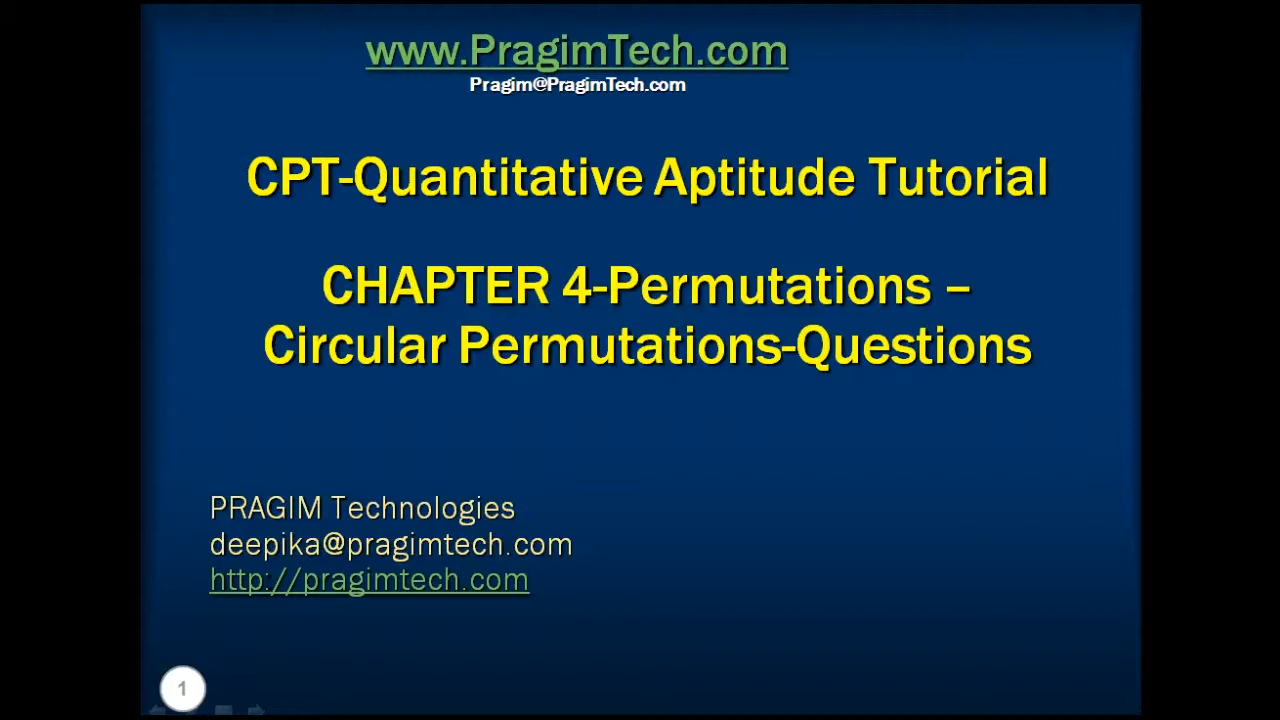 www.PragimTech.com
Pragim@PragimTech.com
CPT-Quantitative Aptitude Tutorial
CHAPTER 4-Permutations –
Circular Permutations-Questions
PRAGIM Technologies
deepika@pragimtech.com
http://pragimtech.com
1